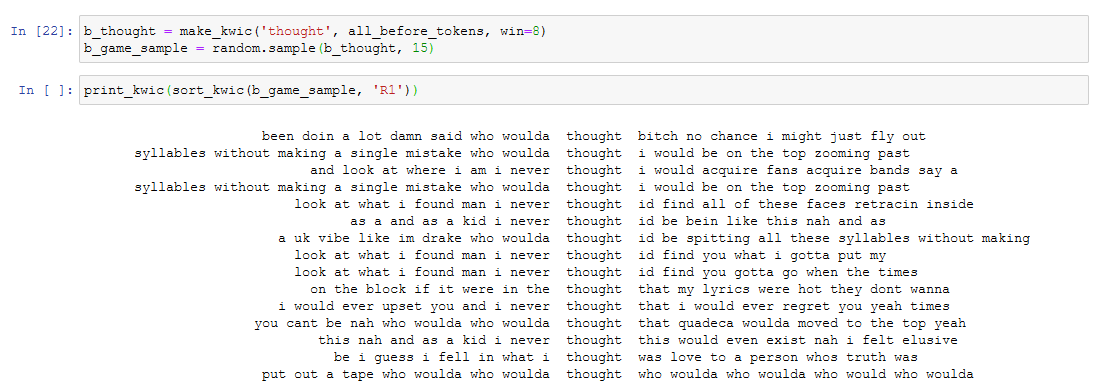 In [22]: b_thought = make_kwic('thought', all_before_tokens, win=8)
b_game_sample = random.sample(b_thought, 15)
In [ ]: print_kwic(sort_kwic(b_game_sample, 'R1'))
been doin a lot damn said who woulda thought bitch no chance i might just fly out
syllables without making a single mistake who woulda thought i would be on the top zooming past
and look at where i am i never thought i would acquire fans acquire bands say a
syllables without making a single mistake who woulda thought i would be on the top zooming past
look at what i found man i never thought id find all of these faces retracin inside
as a and as a kid i never thought id be bein like this nah and as
a uk vibe like im drake who woulda thought id be spitting all these syllables without making
look at what i found man i never thought id find you what i gotta put my
look at what i found man i never thought id find you gotta go when the times
on the block if it were in the thought that my lyrics were hot they dont wanna
i would ever upset you and i never thought that i would ever regret you yeah times
you cant be nah who woulda who woulda thought that quadeca woulda moved to the top yeah
this nah and as a kid i never thought this would even exist nah i felt elusive
be i guess i fell in what i thought was love to a person whos truth was
put out a tape who woulda who woulda thought who woulda who woulda who would who woulda